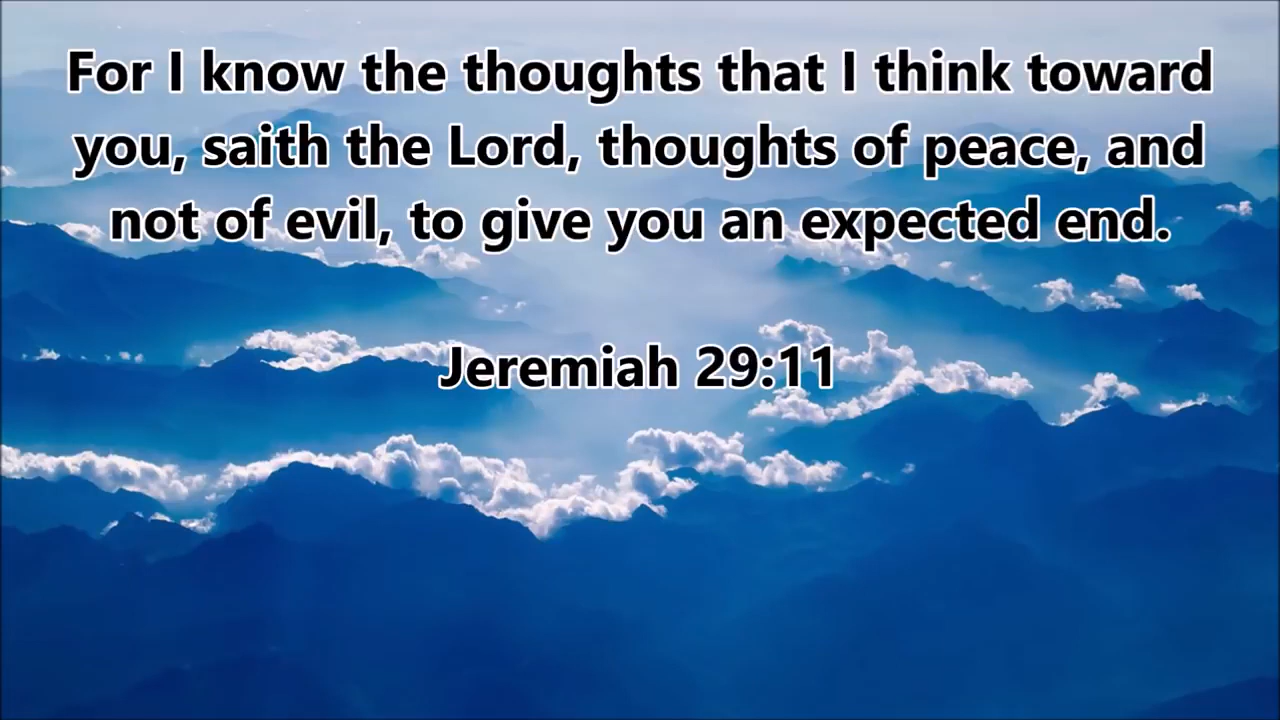 For I know the thoughts that I think toward
you, saith the Lord, thoughts of peace, and
not of evil, to give you an expected end.
Jeremiah 29:11